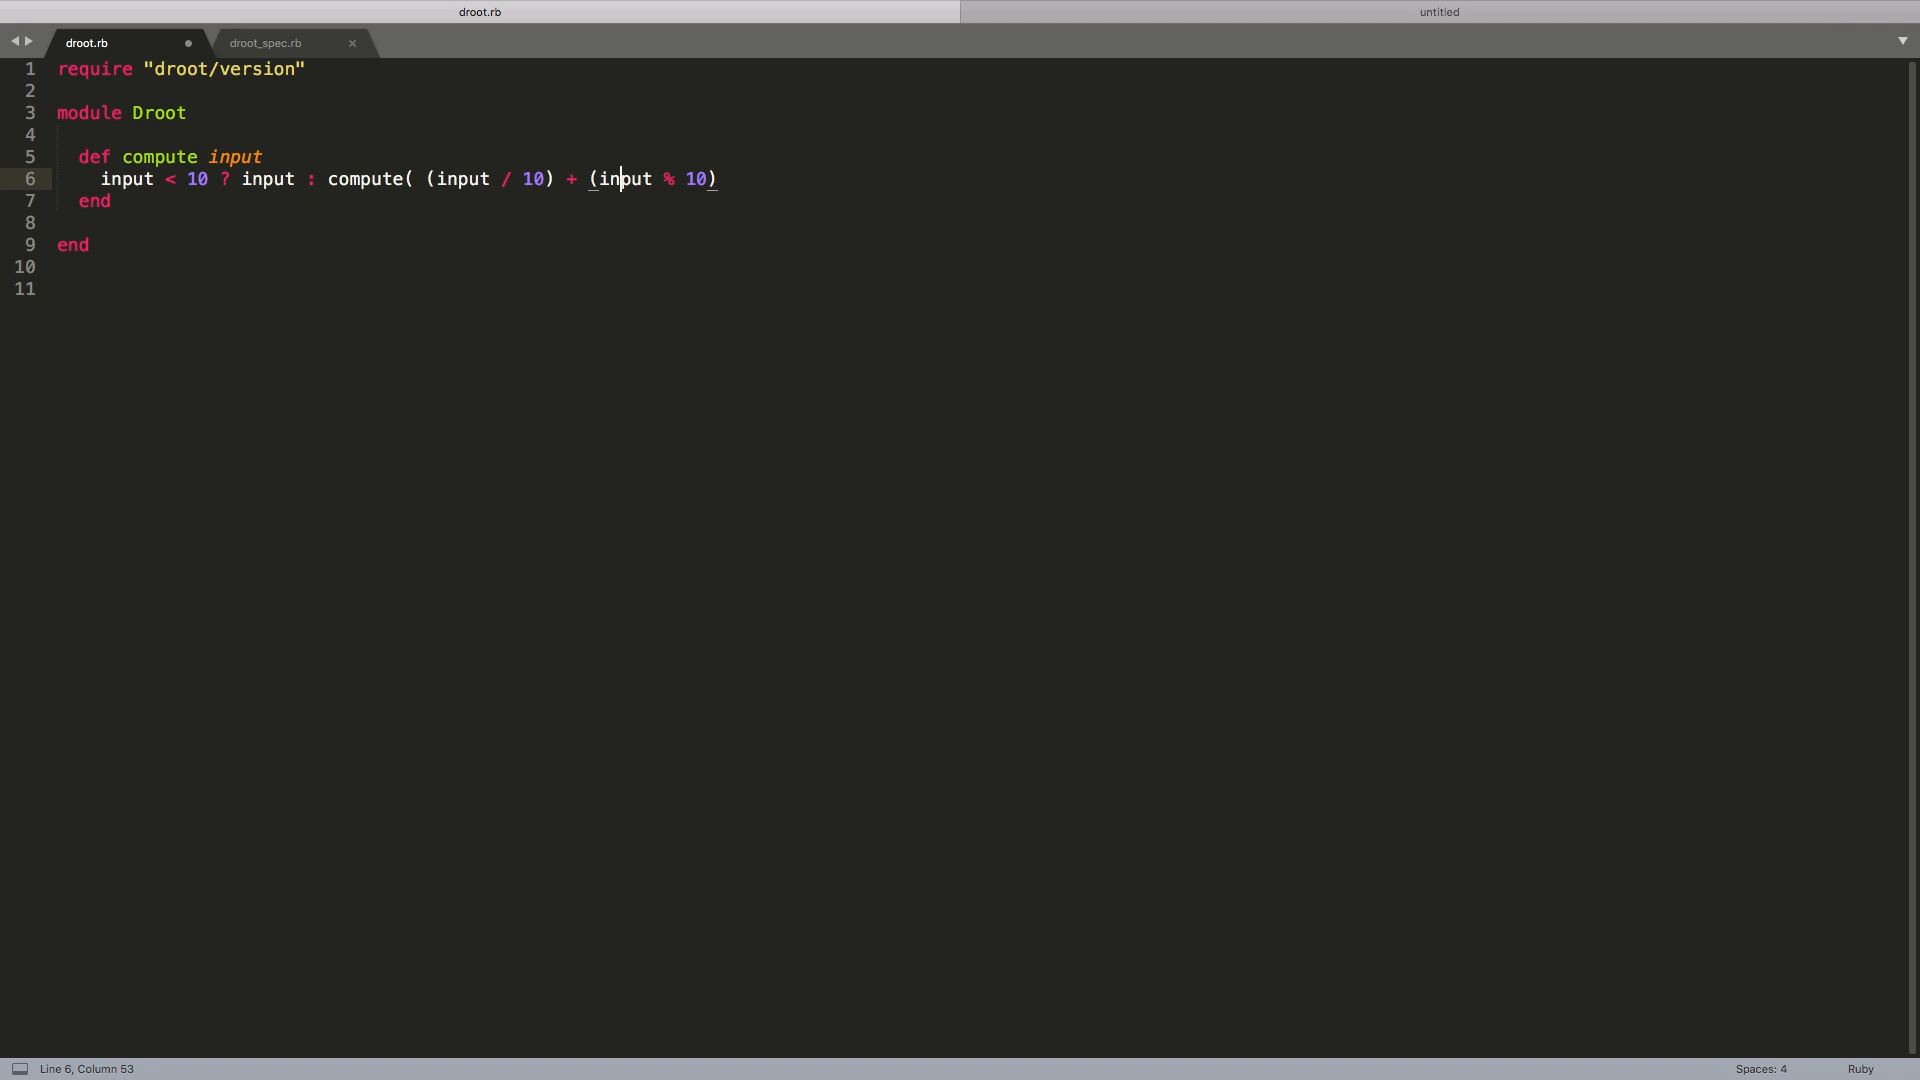 droot.rb
untitled
droot.rb
droot_spec.rb
1 require "droot/version"
2
3 module Droot
4
5 def compute input
6 input < 10 ? input : compute( (input / 10) + (input % 10)
7 end
8
9 end
10
11
Line 6, Column 53
Spaces: 4
Ruby